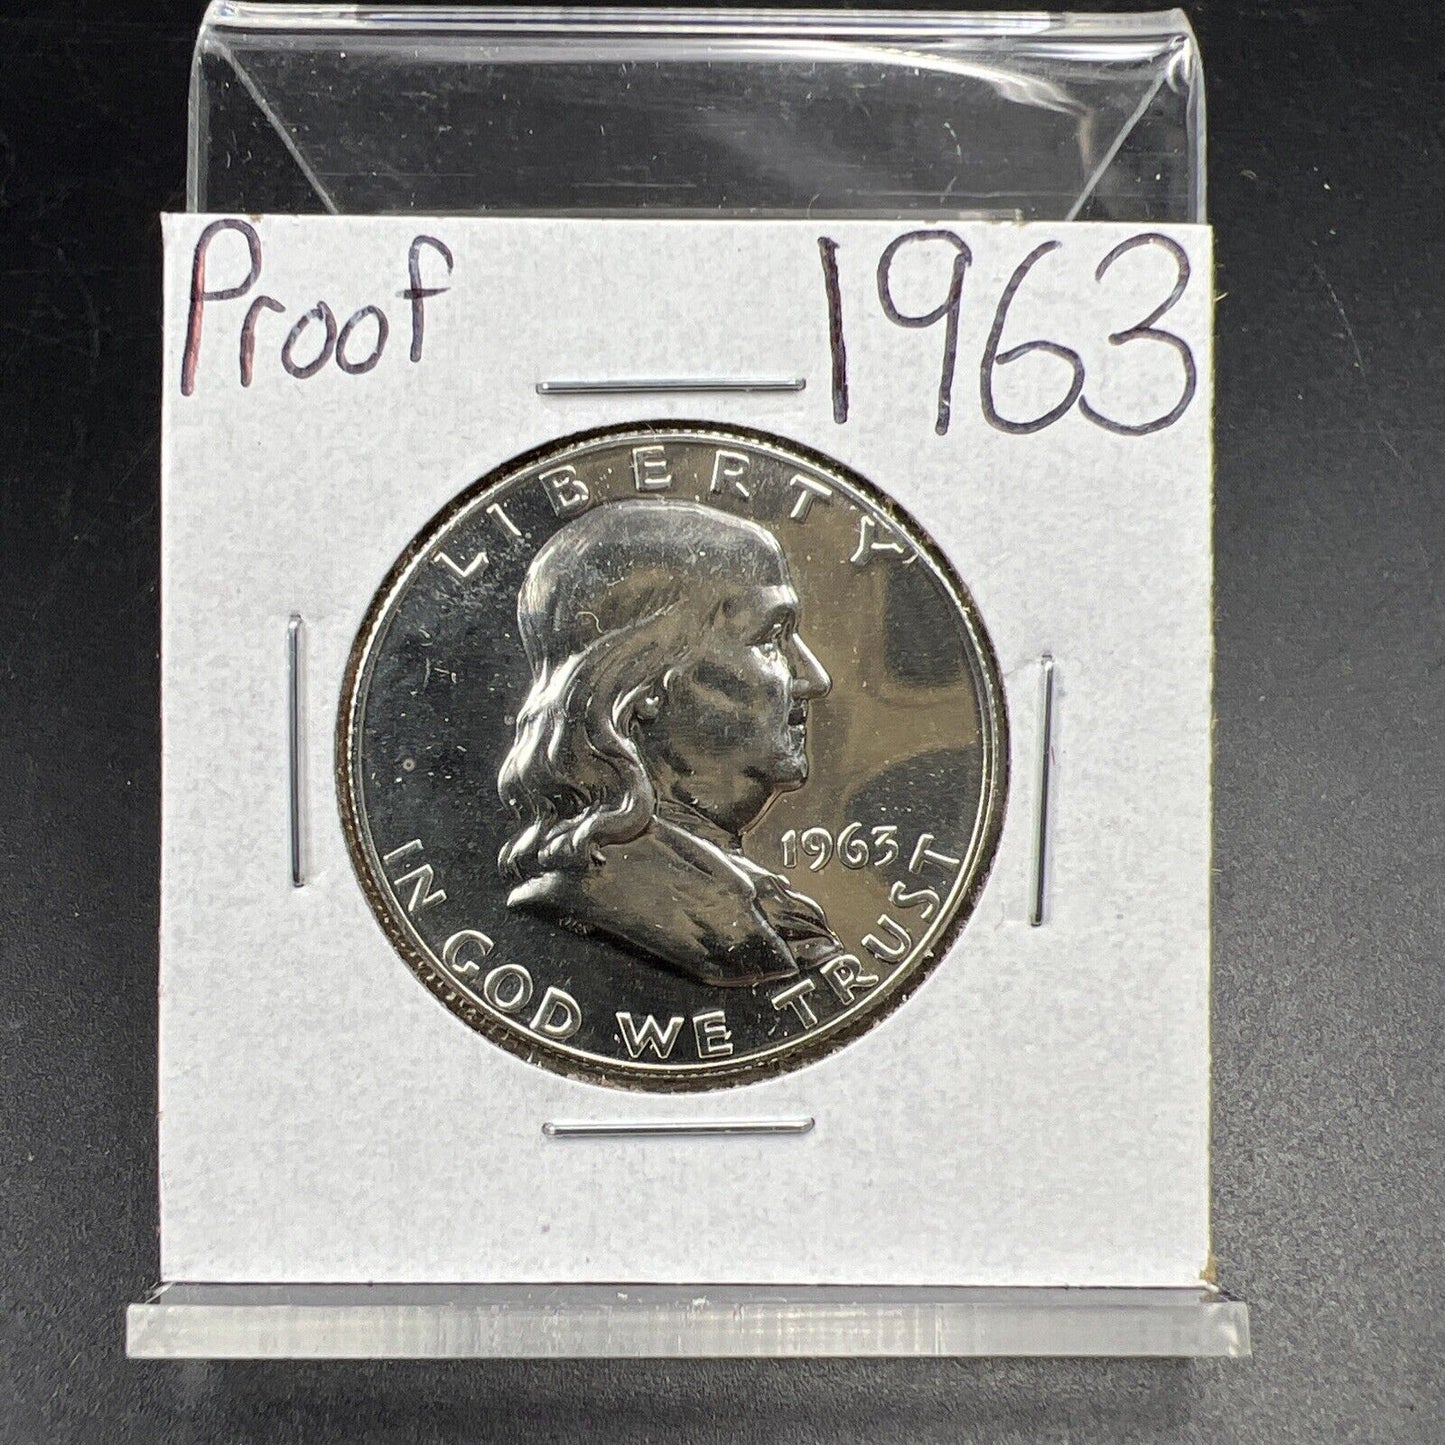 Proof 1963
LIBERTY
1963
IN GOD WE TRUST